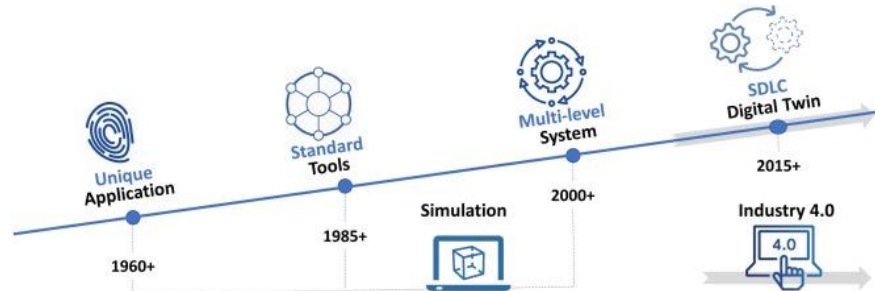 SDLC
Digital Twin
Multi-level
System
Standard
Tools
Unique
Application
2015+
2000+
Simulation
Industry 4.0
1985+
4.0
1960+